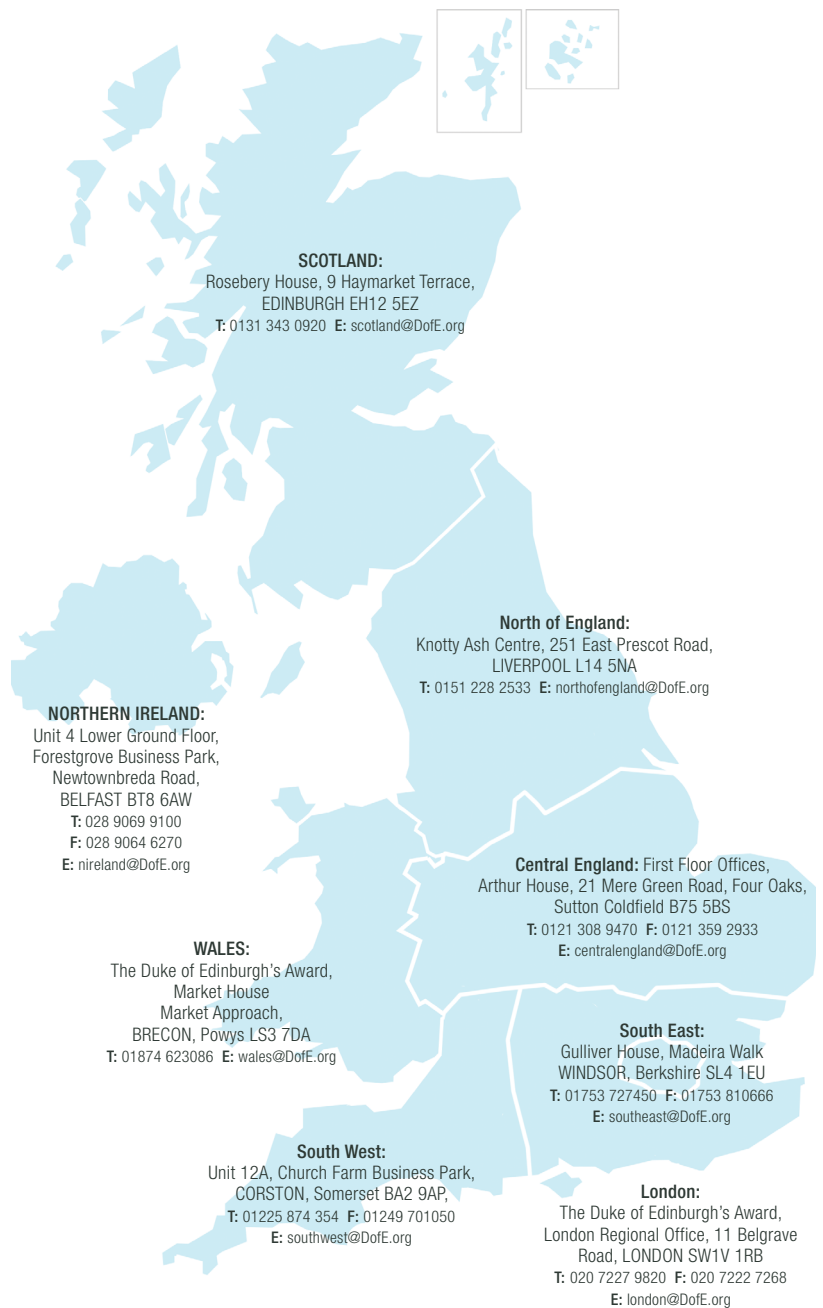 SCOTLAND:
Rosebery House, 9 Haymarket Terrace,
EDINBURGH EH12 5EZ
T: 0131 343 0920 E: scotland@DofE.org
North of England:
Knotty Ash Centre, 251 East Prescot Road,
LIVERPOOL L14 5NA
T: 0151 228 2533 E: northofengland@DofE.org
NORTHERN IRELAND:
Unit 4 Lower Ground Floor,
Forestgrove Business Park,
Newtownbreda Road,
BELFAST BT8 6AW
T: 028 9069 9100
F: 028 9064 6270
E: nireland@DofE.org
Central England: First Floor Offices,
Arthur House, 21 Mere Green Road, Four Oaks,
Sutton Coldfield B75 5BS
T: 0121 308 9470 F: 0121 359 2933
E: centralengland@DofE.org
WALES:
The Duke of Edinburgh's Award,
Market House
Market Approach,
BRECON, Powys LS3 7DA
T: 01874 623086 E: wales@DofE.org
South East:
Gulliver House, Madeira Walk
WINDSOR, Berkshire SL4 1EU
T: 01753 727450 F: 01753 810666
E: southeast@DofE.org
South West:
Unit 12A, Church Farm Business Park,
CORSTON, Somerset BA2 9AP,
T: 01225 874 354 F: 01249 701050
E: southwest@DofE.org
London:
The Duke of Edinburgh's Award,
London Regional Office, 11 Belgrave
Road, LONDON SW1V 1RB
T: 020 7227 9820 F: 020 7222 7268
E: london@DofE.org